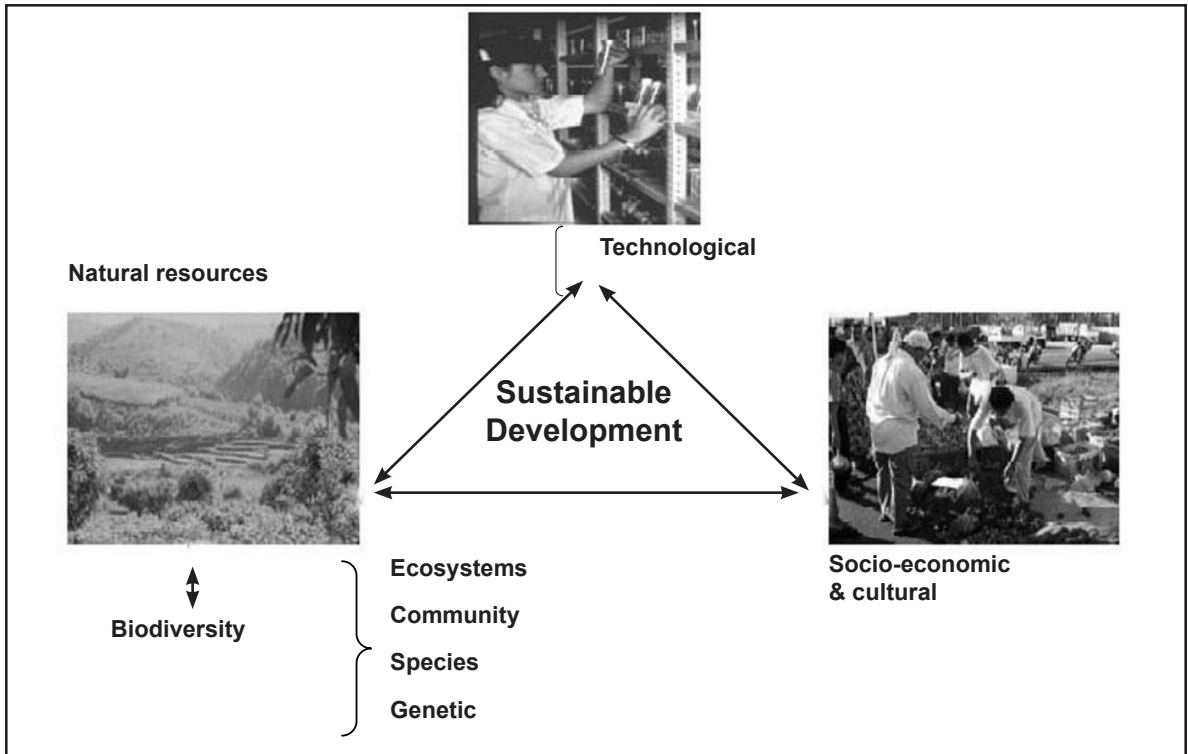 Technological
Natural resources
Sustainable
Development
Socio-economic
& cultural
Biodiversity
Ecosystems
Community
Species
Genetic